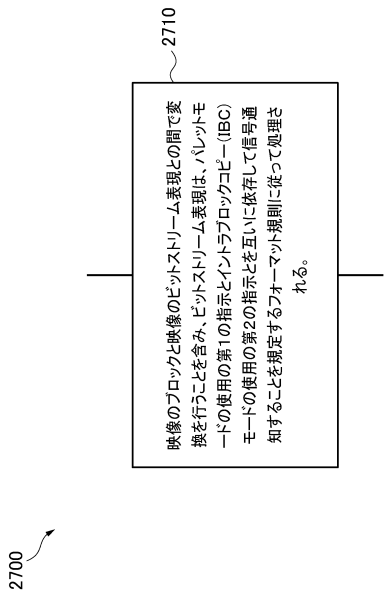 2700
2710
映像のブロックと映像のビットストリーム表現との間で変
換を行うことを含み、ビットストリーム表現は、パレットモ
ードの使用の第1の指示とイントラブロックコピー(IBC)
モードの使用の第2の指示とを互いに依存して信号通
知することを規定するフォーマット規則に従って処理さ
れる。